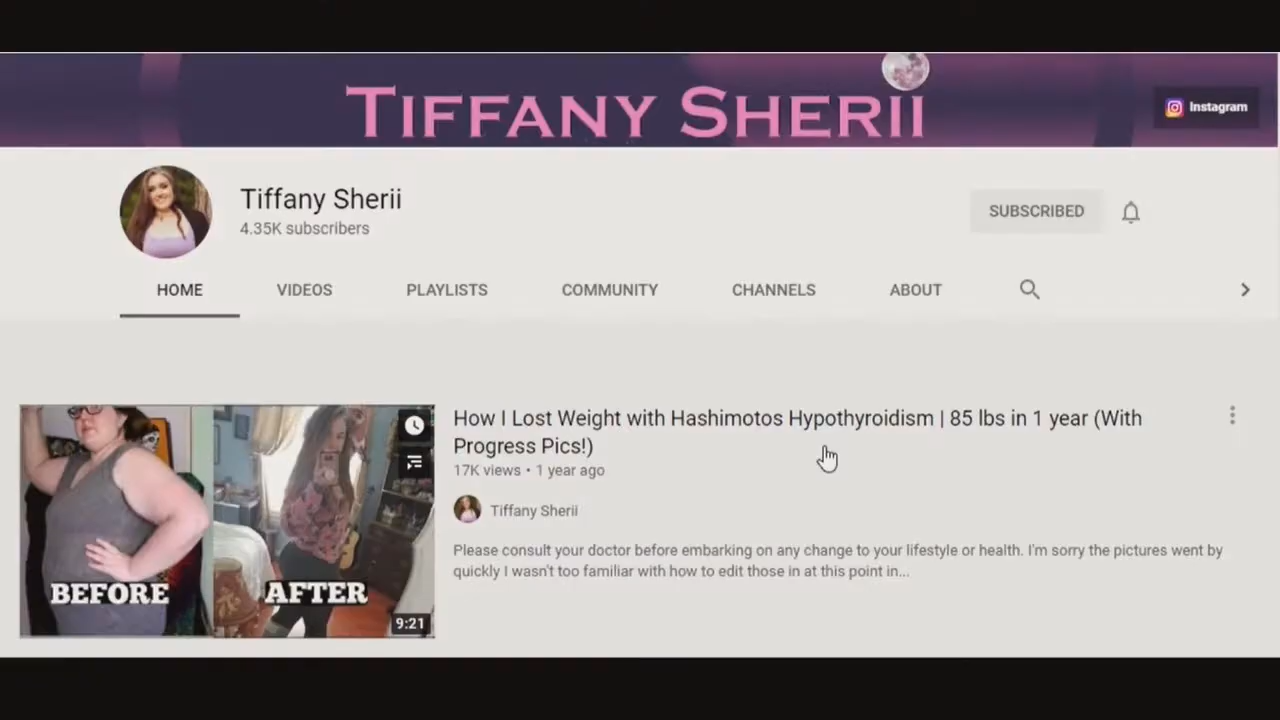 TIFFANY SHERII
Instagram
Tiffany Sherii
4.35K subscribers
SUBSCRIBED
HOME
VIDEOS
PLAYLISTS
COMMUNITY
CHANNELS
ABOUT
BEFORE
AFTER
9:21
How I Lost Weight with Hashimotos Hypothyroidism | 85 lbs in 1 year (With
Progress Pics!)
17K views • 1 year ago
Tiffany Sherii
Please consult your doctor before embarking on any change to your lifestyle or health. I'm sorry the pictures went by
quickly I wasn't too familiar with how to edit those in at this point in...